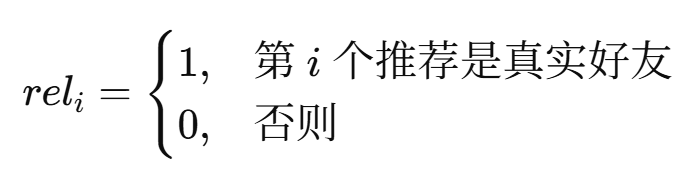 rel_i = { 1, 第 i 个推荐是真实好友
0, 否则